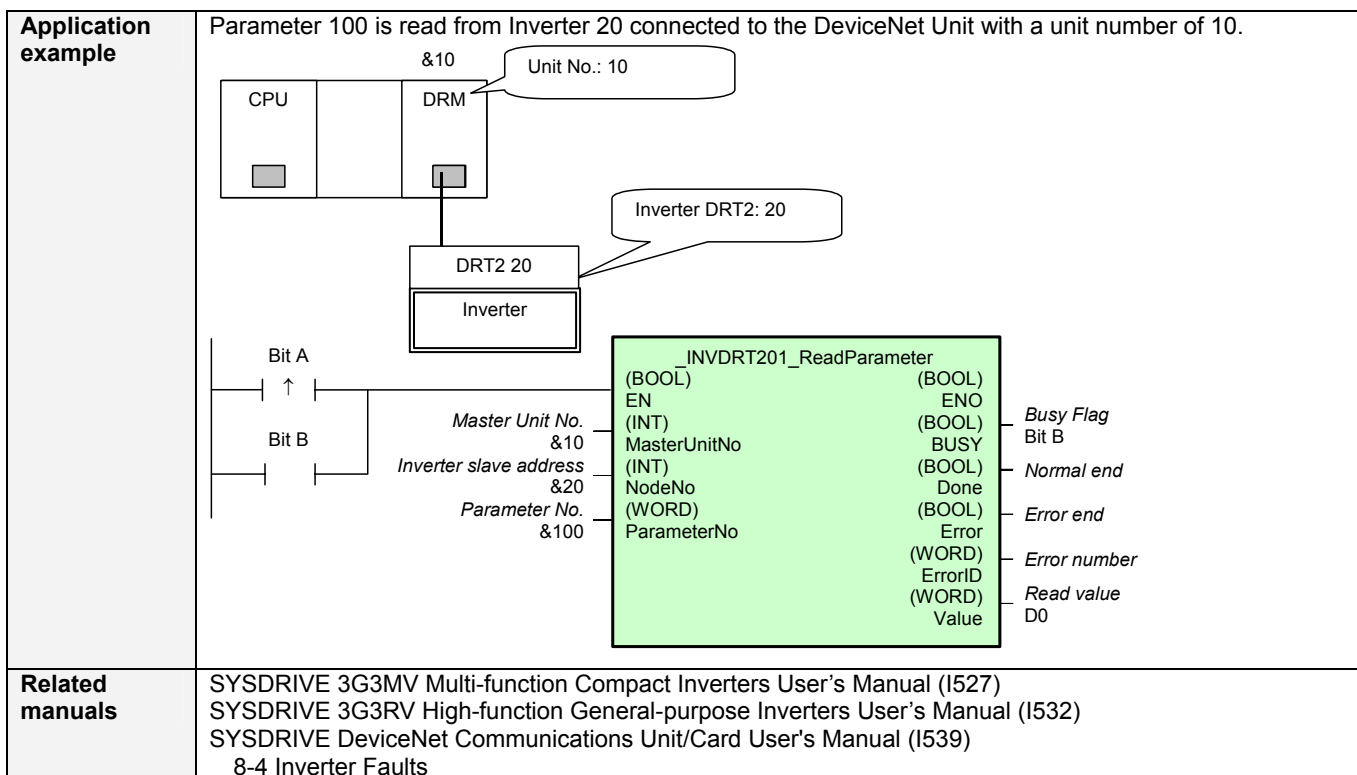 Application example
Parameter 100 is read from Inverter 20 connected to the DeviceNet Unit with a unit number of 10.
&10
Unit No.: 10
CPU
DRM
Inverter DRT2: 20
DRT2 20
Inverter
Bit A
↑
Bit B
Master Unit No.
&10
Inverter slave address
&20
Parameter No.
&100
_INVDRT201_ReadParameter
(BOOL) (BOOL)
EN ENO
(INT) (BOOL)
MasterUnitNo BUSY
(INT) (BOOL)
NodeNo Done
(WORD) (BOOL)
ParameterNo Error
(WORD)
ErrorID
(WORD)
Value
Busy Flag
Bit B
Normal end
Error end
Error number
Read value
D0
Related manuals
SYSDRIVE 3G3MV Multi-function Compact Inverters User’s Manual (I527)
SYSDRIVE 3G3RV High-function General-purpose Inverters User’s Manual (I532)
SYSDRIVE DeviceNet Communications Unit/Card User's Manual (I539)
8-4 Inverter Faults